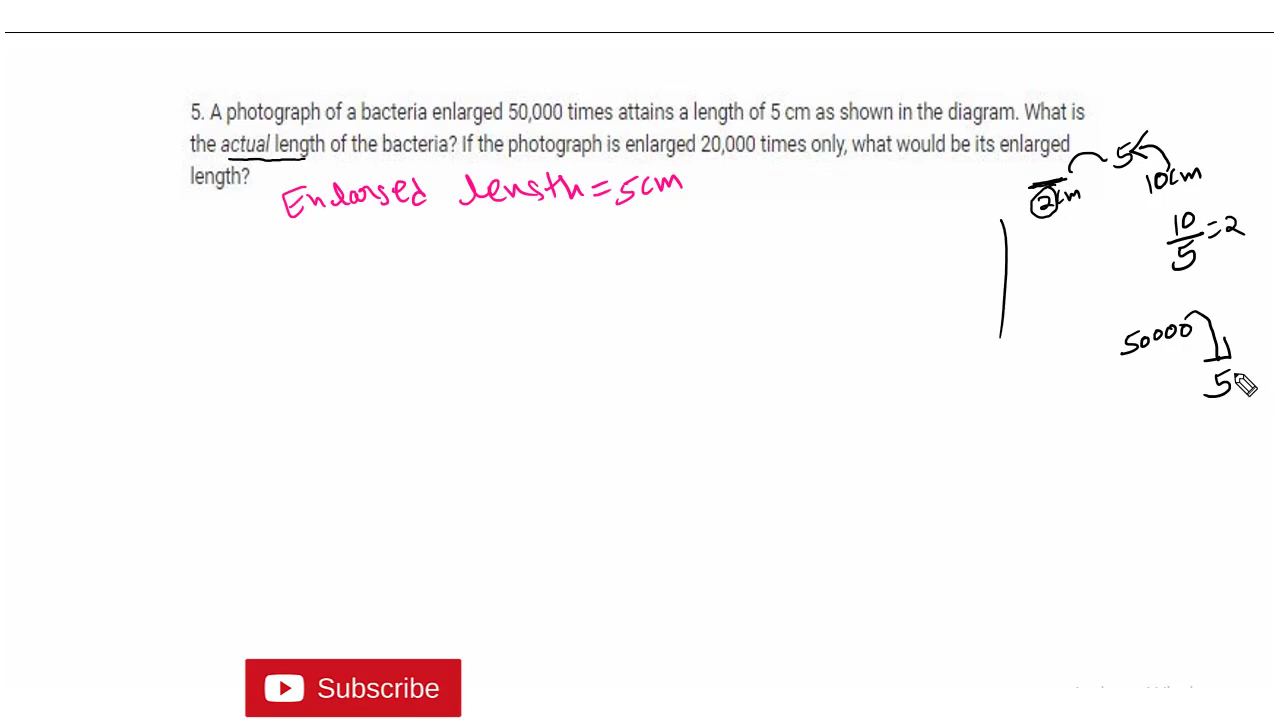 5. A photograph of a bacteria enlarged 50,000 times attains a length of 5 cm as shown in the diagram. What is
the actual length of the bacteria? If the photograph is enlarged 20,000 times only, what would be its enlarged
length?
Enlarged length = 5cm
2cm 5 10cm
10/5 = 2
50000
5
Subscribe